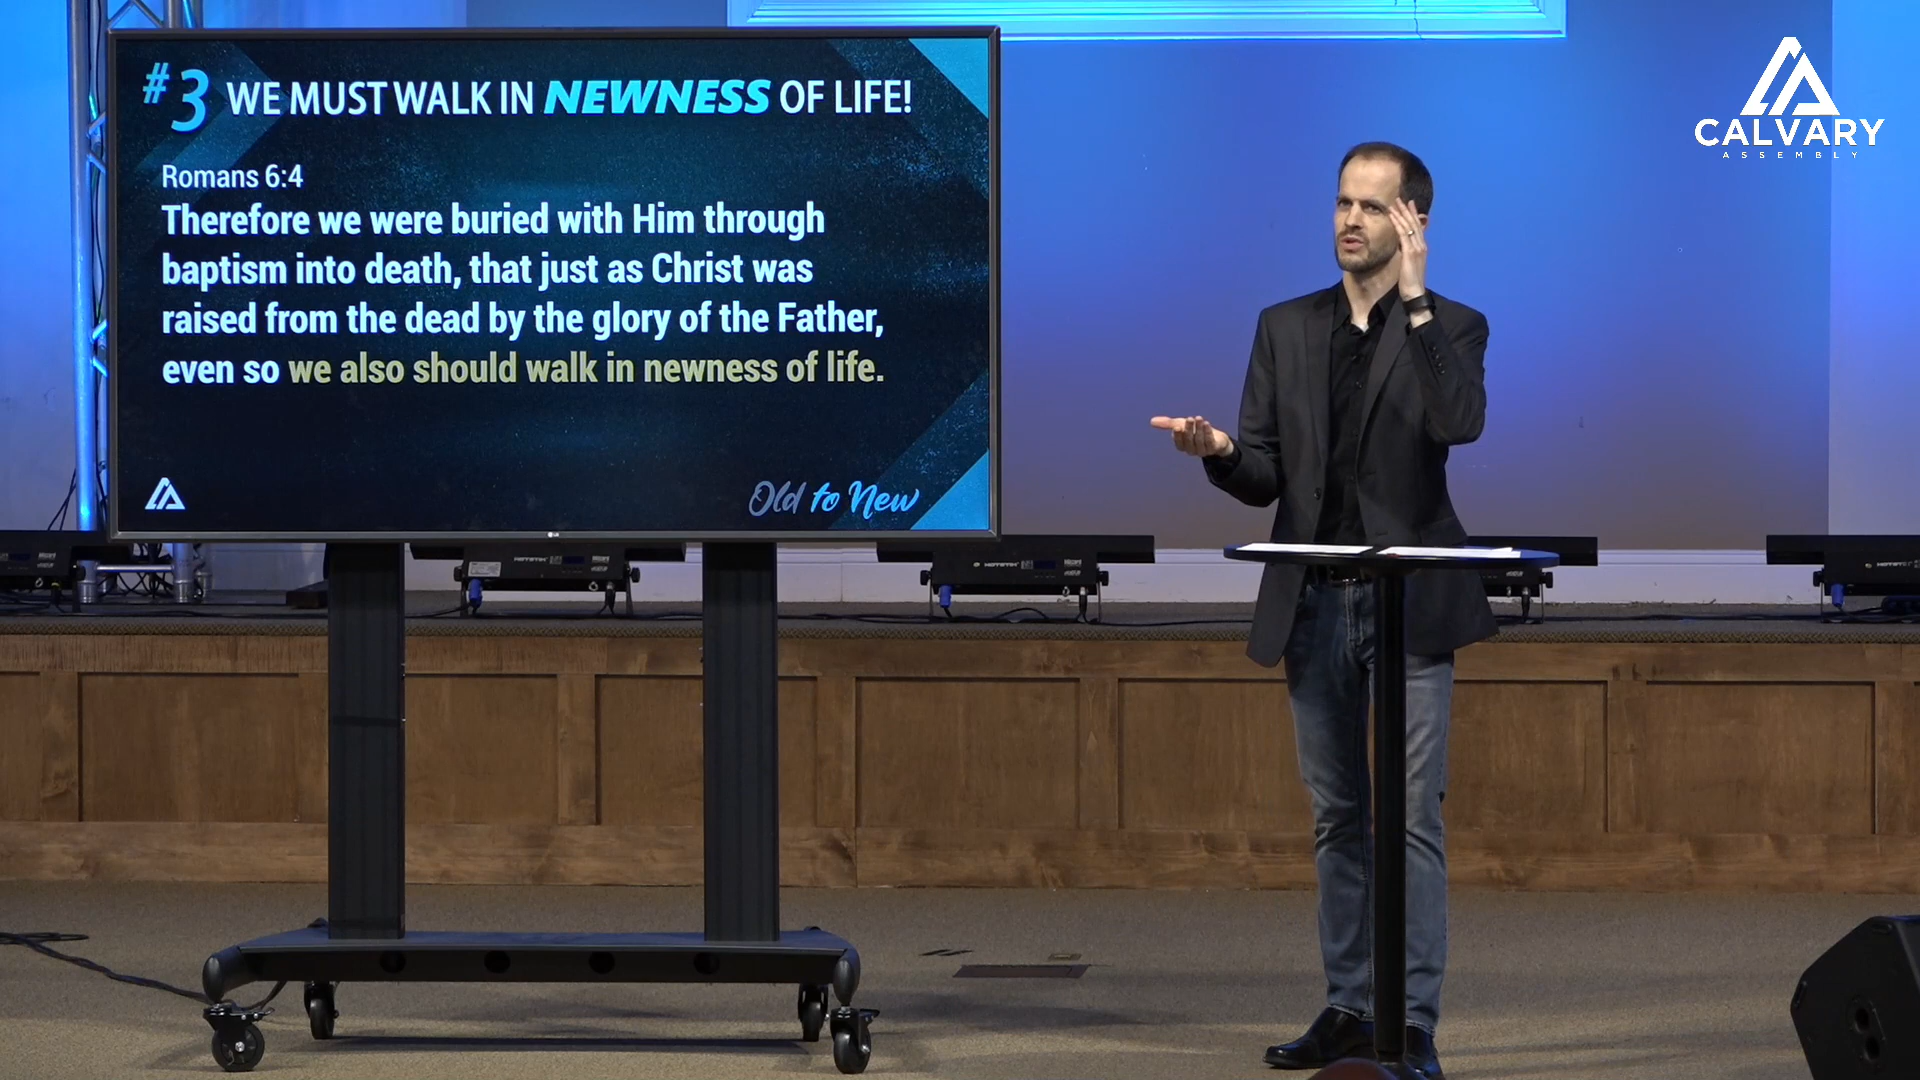 #3 WE MUST WALK IN NEWNESS OF LIFE!
Romans 6:4
Therefore we were buried with Him through
baptism into death, that just as Christ was
raised from the dead by the glory of the Father,
even so we also should walk in newness of life.
Old to New
LG
CALVARY
ASSEMBLY